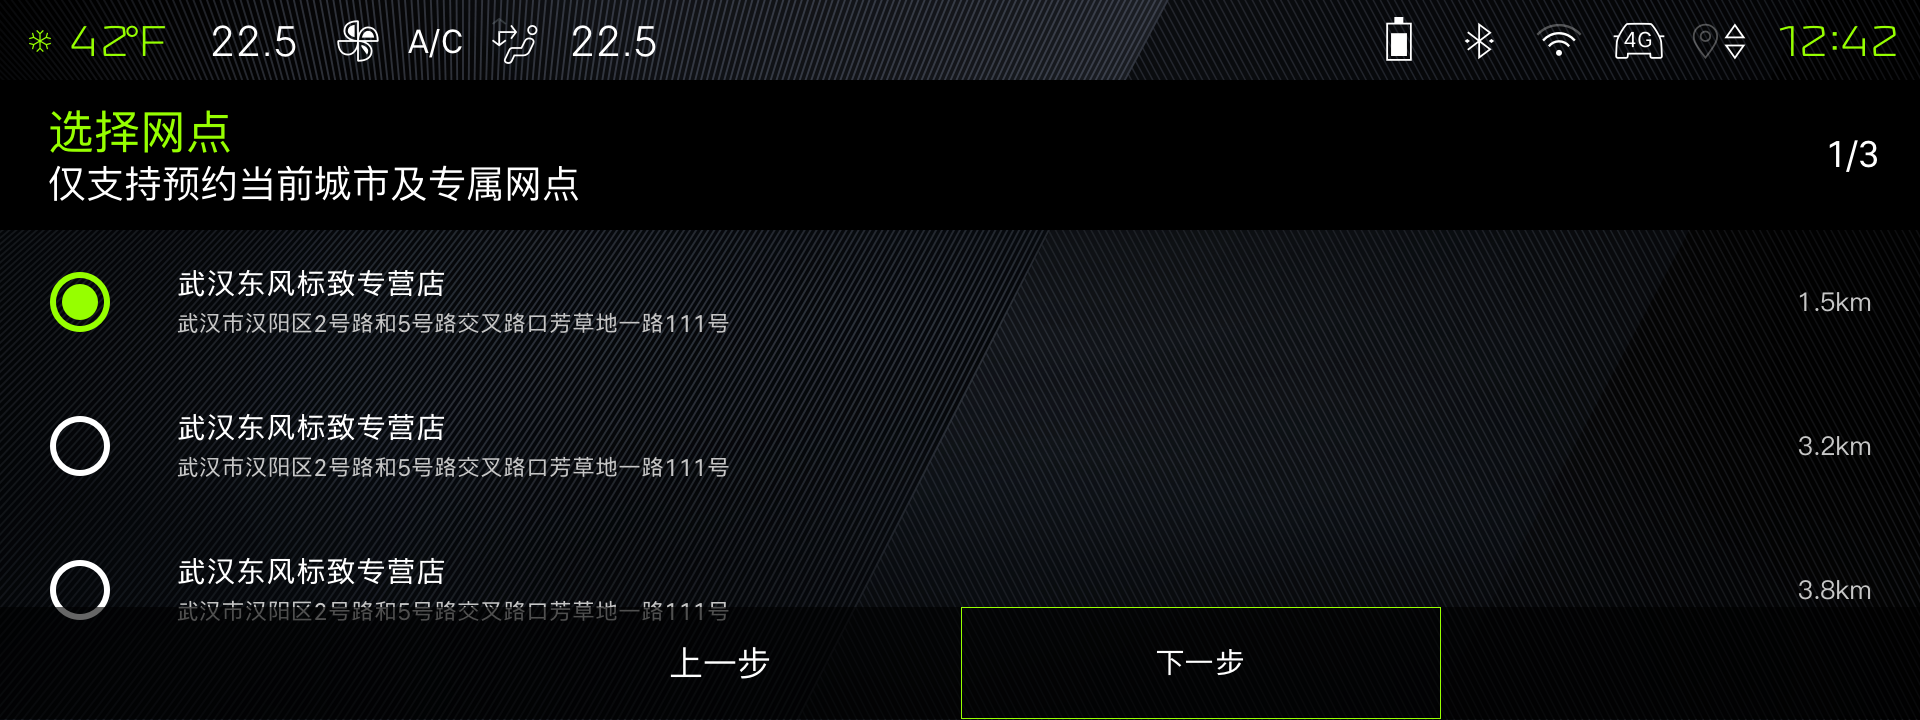 42°F 22.5 A/C 22.5 4G 12:42
选择网点
仅支持预约当前城市及专属网点
1/3
武汉东风标致专营店
武汉市汉阳区2号路和5号路交叉路口芳草地一路111号
1.5km
武汉东风标致专营店
武汉市汉阳区2号路和5号路交叉路口芳草地一路111号
3.2km
武汉东风标致专营店
武汉市汉阳区2号路和5号路交叉路口芳草地一路111号
3.8km
上一步 下一步